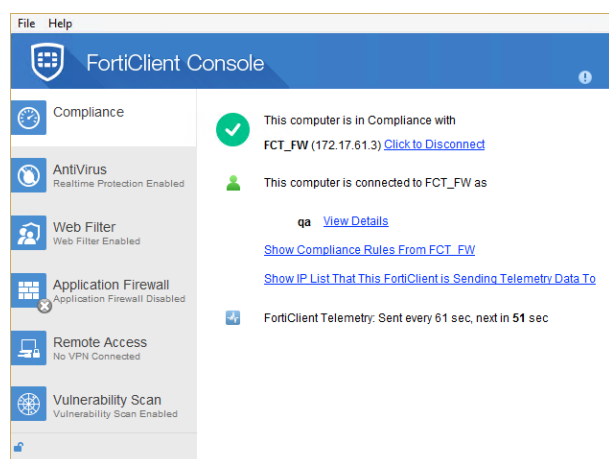 File Help
FortiClient Console
Compliance
AntiVirus
Realtime Protection Enabled
Web Filter
Web Filter Enabled
Application Firewall
Application Firewall Disabled
Remote Access
No VPN Connected
Vulnerability Scan
Vulnerability Scan Enabled
This computer is in Compliance with
FCT_FW (172.17.61.3) Click to Disconnect
This computer is connected to FCT_FW as
qa View Details
Show Compliance Rules From FCT_FW
Show IP List That This FortiClient is Sending Telemetry Data To
FortiClient Telemetry: Sent every 61 sec, next in 51 sec